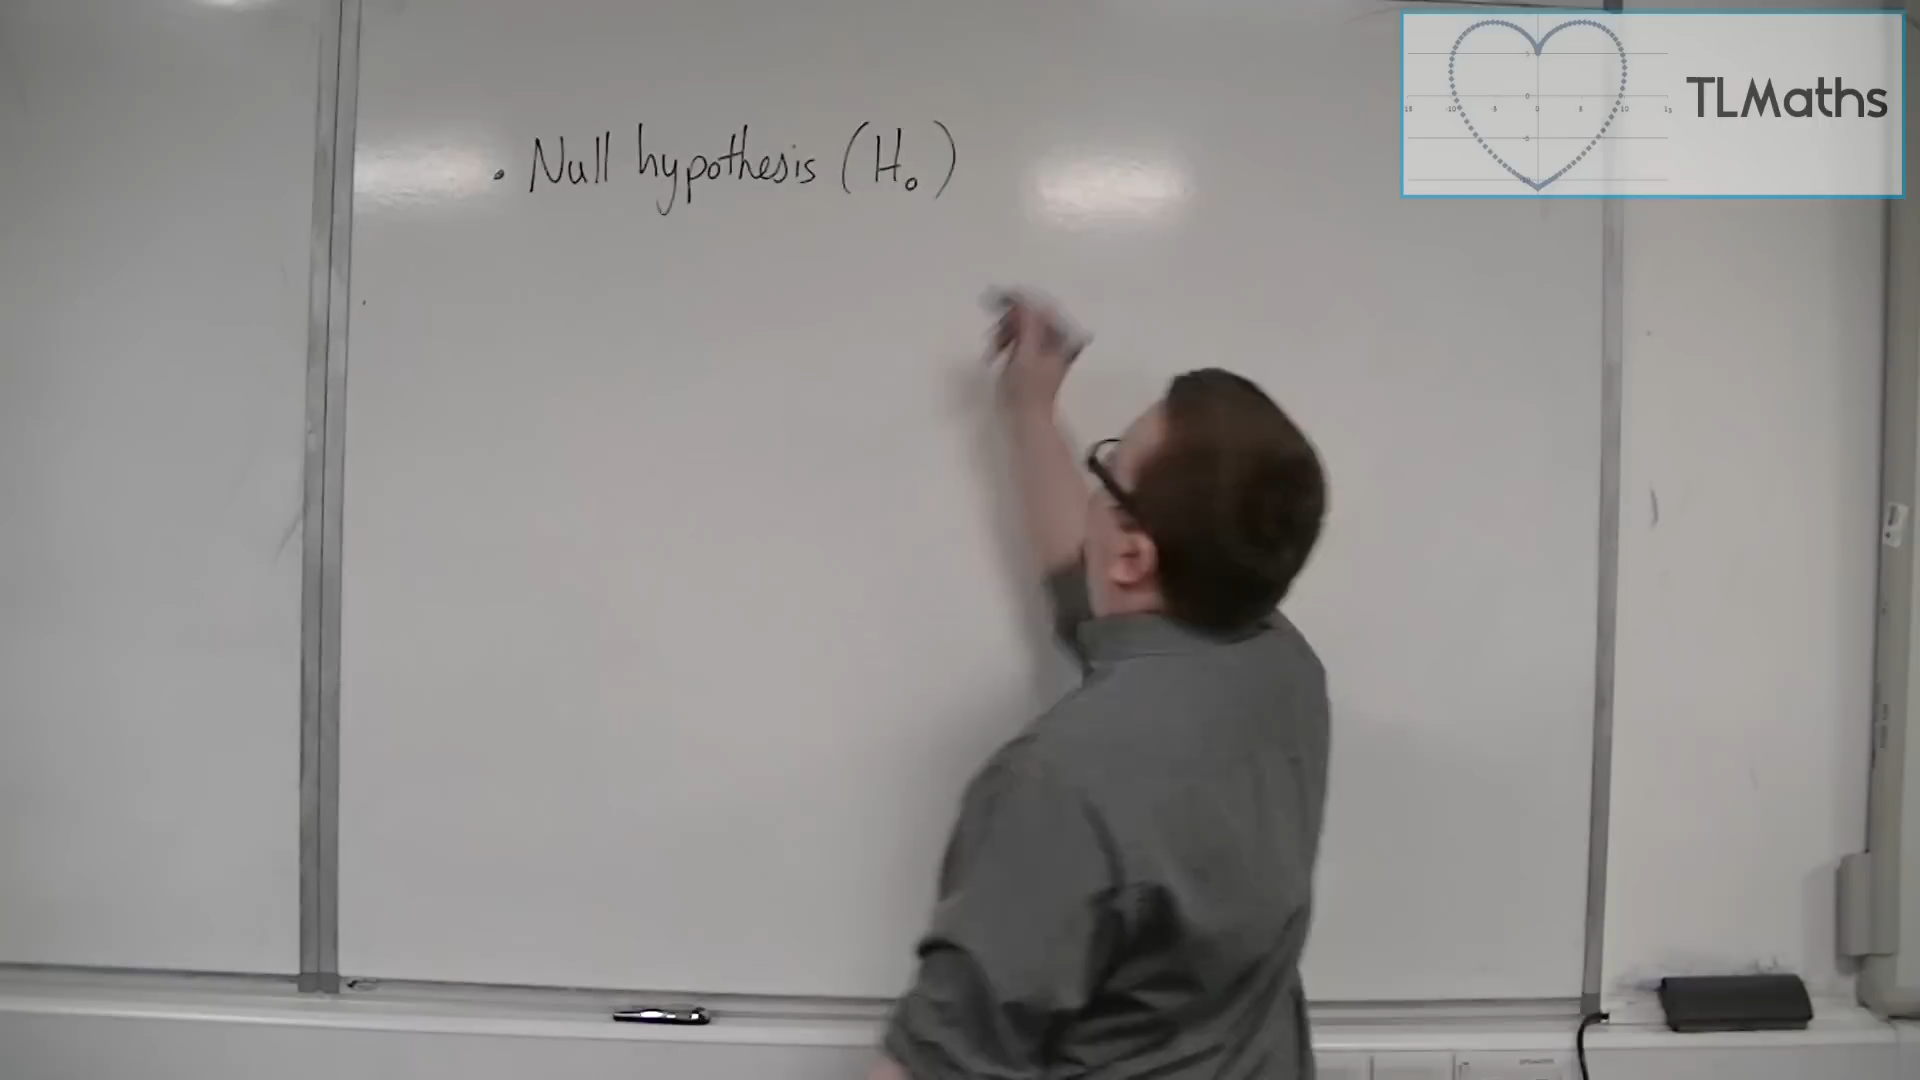 • Null hypothesis (H₀)
TLMaths